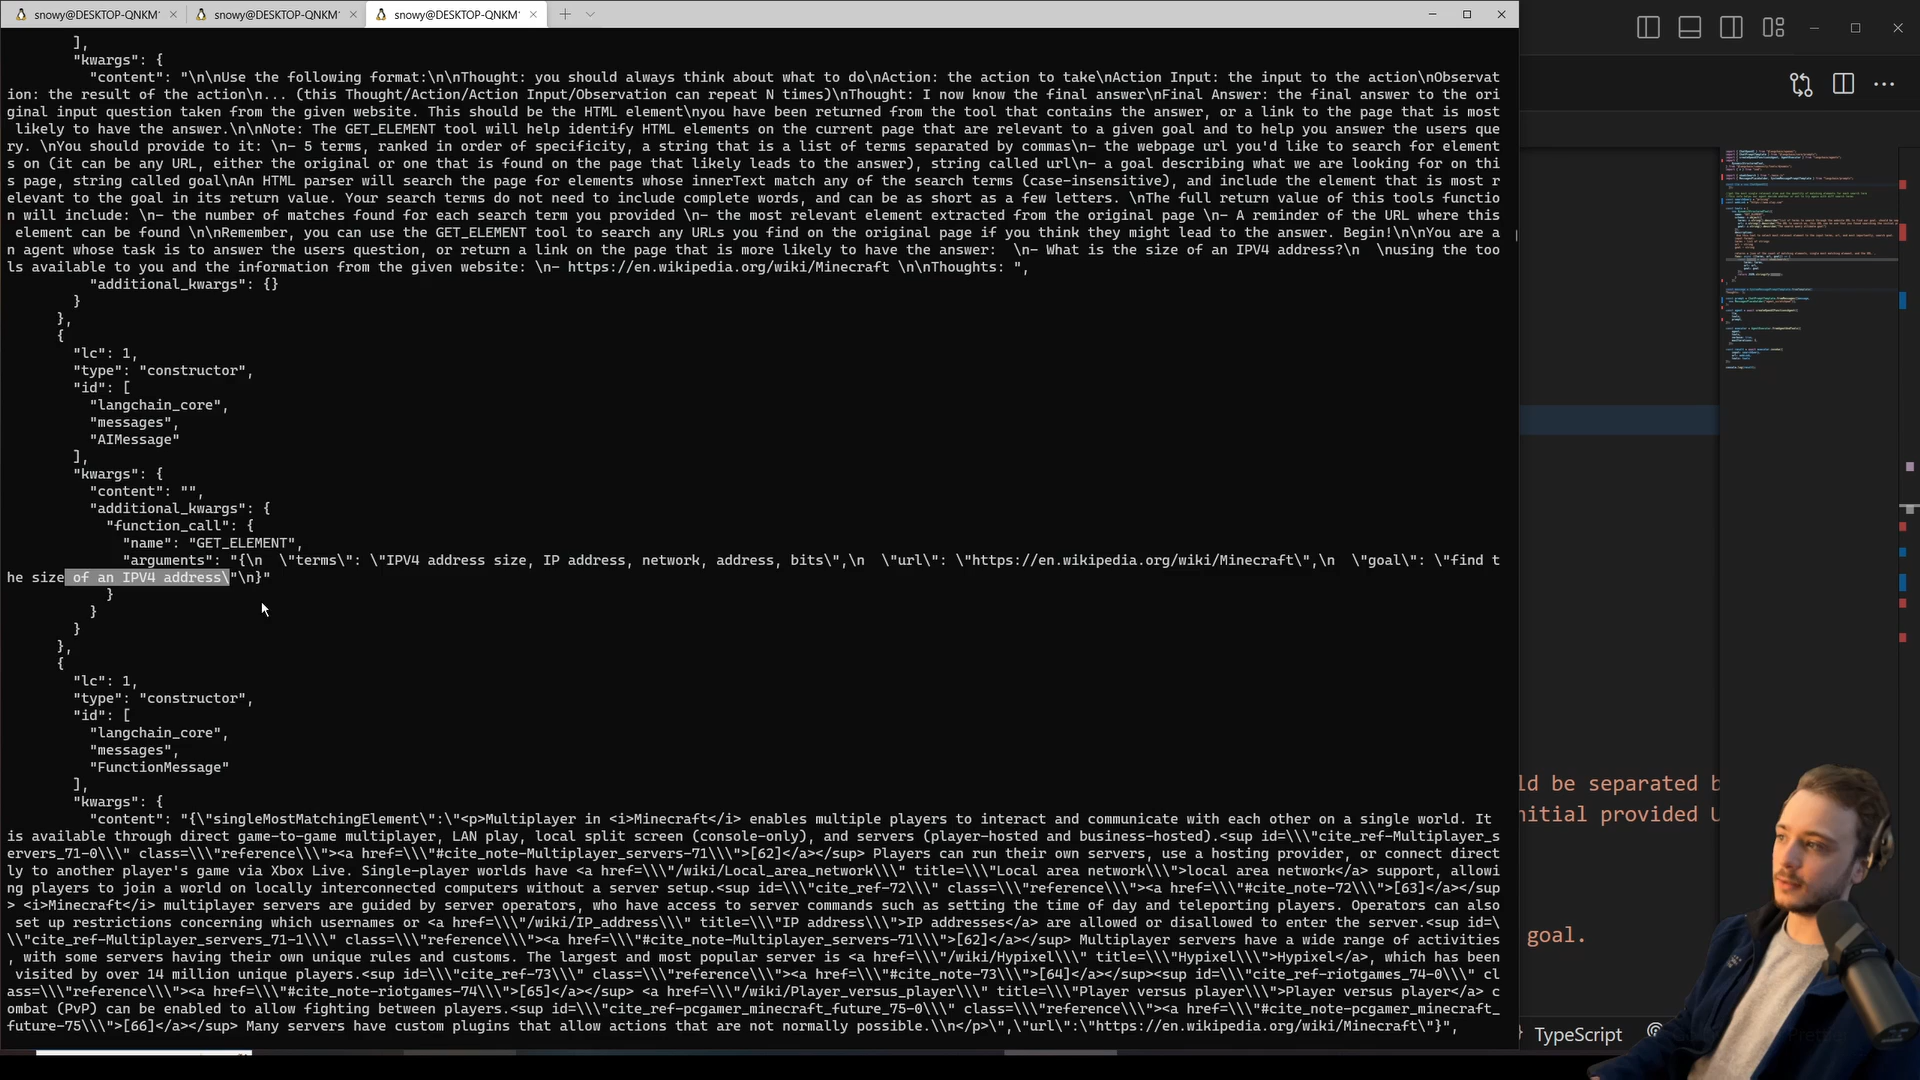 snowy@DESKTOP-QNKM'
snowy@DESKTOP-QNKM'
snowy@DESKTOP-QNKM'
],
"kwargs": {
"content": "\n\nUse the following format:\n\nThought: you should always think about what to do\nAction: the action to take\nAction Input: the input to the action\nObservat
ion: the result of the action\n... (this Thought/Action/Action Input/Observation can repeat N times)\nThought: I now know the final answer\nFinal Answer: the final answer to the ori
ginal input question taken from the given website. This should be the HTML element\nyou have been returned from the tool that contains the answer, or a link to the page that is most
likely to have the answer.\n\nNote: The GET_ELEMENT tool will help identify HTML elements on the current page that are relevant to a given goal and to help you answer the users que
ry. \nYou should provide to it: \n- 5 terms, ranked in order of specificity, a string that is a list of terms separated by commas\n- the webpage url you'd like to search for element
s on (it can be any URL, either the original or one that is found on the page that likely leads to the answer), string called url\n- a goal describing what we are looking for on thi
s page, string called goal\nAn HTML parser will search the page for elements whose innerText match any of the search terms (case-insensitive), and include the element that is most r
elevant to the goal in its return value. Your search terms do not need to include complete words, and can be as short as a few letters. \nThe full return value of this tools functio
n will include: \n- the number of matches found for each search term you provided \n- the most relevant element extracted from the original page \n- A reminder of the URL where this
element can be found \n\nRemember, you can use the GET_ELEMENT tool to search any URLs you find on the original page if you think they might lead to the answer. Begin!\n\nYou are a
n agent whose task is to answer the users question, or return a link on the page that is more likely to have the answer:  \n- What is the size of an IPV4 address?\n  \nusing the too
ls available to you and the information from the given website: \n- https://en.wikipedia.org/wiki/Minecraft \n\nThoughts: ",
"additional_kwargs": {}
}
},
{
"lc": 1,
"type": "constructor",
"id": [
"langchain_core",
"messages",
"AIMessage"
],
"kwargs": {
"content": "",
"additional_kwargs": {
"function_call": {
"name": "GET_ELEMENT",
"arguments": "{\n  \"terms\": \"IPV4 address size, IP address, network, address, bits\",\n  \"url\": \"https://en.wikipedia.org/wiki/Minecraft\",\n  \"goal\": \"find t
he size of an IPV4 address\"\n}"
}
}
}
},
{
"lc": 1,
"type": "constructor",
"id": [
"langchain_core",
"messages",
"FunctionMessage"
],
"kwargs": {
"content": "{\"singleMostMatchingElement\":\"<p>Multiplayer in <i>Minecraft</i> enables multiple players to interact and communicate with each other on a single world. It
is available through direct game-to-game multiplayer, LAN play, local split screen (console-only), and servers (player-hosted and business-hosted).<sup id=\\\"cite_ref-Multiplayer_s
ervers_71-0\\\" class=\\\"reference\\\"><a href=\\\"#cite_note-Multiplayer_servers-71\\\">[62]</a></sup> Players can run their own servers, use a hosting provider, or connect direct
ly to another player's game via Xbox Live. Single-player worlds have <a href=\\\"/wiki/Local_area_network\\\" title=\\\"Local area network\\\">local area network</a> support, allowi
ng players to join a world on locally interconnected computers without a server setup.<sup id=\\\"cite_ref-72\\\" class=\\\"reference\\\"><a href=\\\"#cite_note-72\\\">[63]</a></sup
> <i>Minecraft</i> multiplayer servers are guided by server operators, who have access to server commands such as setting the time of day and teleporting players. Operators can also
set up restrictions concerning which usernames or <a href=\\\"/wiki/IP_address\\\" title=\\\"IP address\\\">IP addresses</a> are allowed or disallowed to enter the server.<sup id=\
\\"cite_ref-Multiplayer_servers_71-1\\\" class=\\\"reference\\\"><a href=\\\"#cite_note-Multiplayer_servers-71\\\">[62]</a></sup> Multiplayer servers have a wide range of activities
, with some servers having their own unique rules and customs. The largest and most popular server is <a href=\\\"/wiki/Hypixel\\\" title=\\\"Hypixel\\\">Hypixel</a>, which has been
visited by over 14 million unique players.<sup id=\\\"cite_ref-73\\\" class=\\\"reference\\\"><a href=\\\"#cite_note-73\\\">[64]</a></sup><sup id=\\\"cite_ref-riotgames_74-0\\\" cl
ass=\\\"reference\\\"><a href=\\\"#cite_note-riotgames-74\\\">[65]</a></sup> <a href=\\\"/wiki/Player_versus_player\\\" title=\\\"Player versus player\\\">Player versus player</a> c
ombat (PvP) can be enabled to allow fighting between players.<sup id=\\\"cite_ref-pcgamer_minecraft_future_75-0\\\" class=\\\"reference\\\"><a href=\\\"#cite_note-pcgamer_minecraft_
future-75\\\">[66]</a></sup> Many servers have custom plugins that allow actions that are not normally possible.\\n</p>\",\"url\":\"https://en.wikipedia.org/wiki/Minecraft\"}",
ld be separated b
nitial provided U
goal.
TypeScript